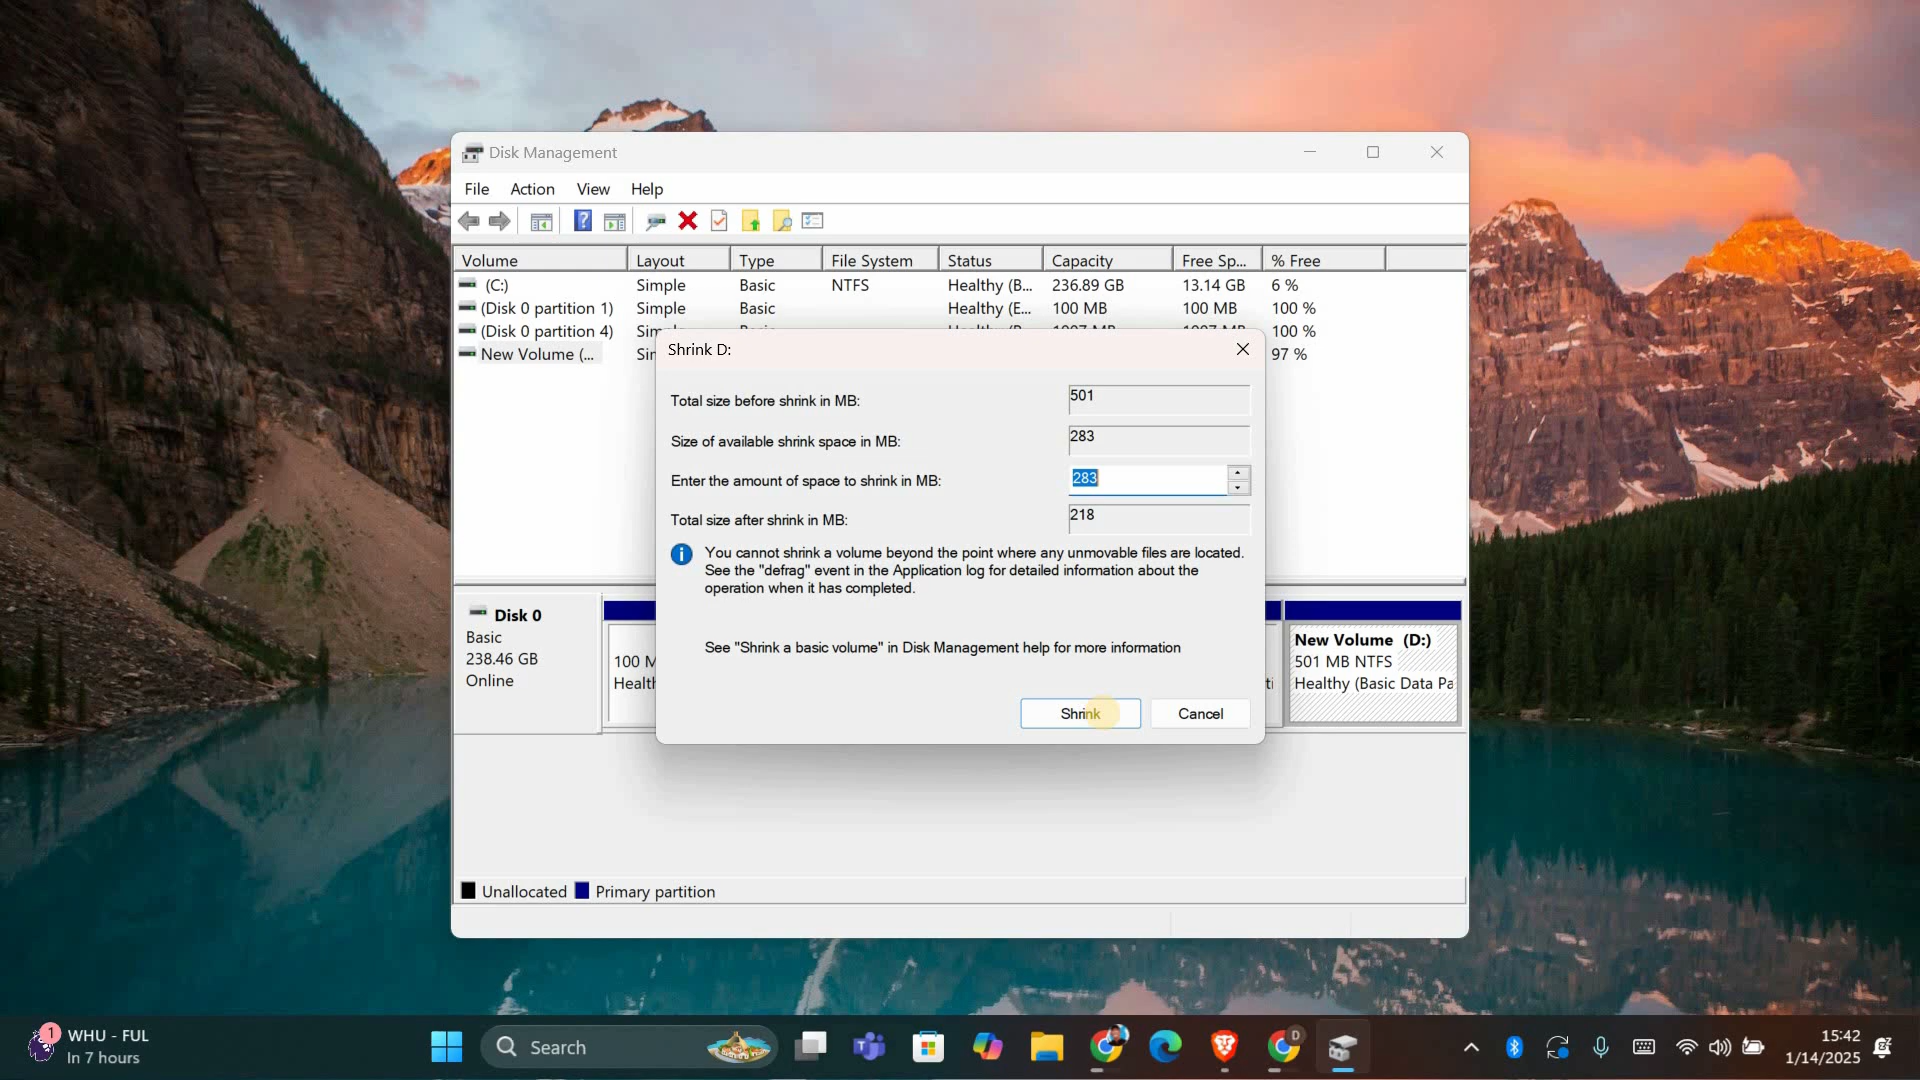 Disk Management
File Action View Help
Volume Layout Type File System Status Capacity Free Sp... % Free
(C:) Simple Basic NTFS Healthy (B... 236.89 GB 13.14 GB 6 %
(Disk 0 partition 1) Simple Basic Healthy (E... 100 MB 100 MB 100 %
(Disk 0 partition 4) 100 %
New Volume (... 97 %
Shrink D:
Total size before shrink in MB: 501
Size of available shrink space in MB: 283
Enter the amount of space to shrink in MB: 283
Total size after shrink in MB: 218
You cannot shrink a volume beyond the point where any unmovable files are located.
See the "defrag" event in the Application log for detailed information about the
operation when it has completed.
See "Shrink a basic volume" in Disk Management help for more information
Shrink Cancel
Disk 0
Basic
238.46 GB
Online
100 M
Health
New Volume (D:)
501 MB NTFS
Healthy (Basic Data Pa
Unallocated Primary partition
1
WHU - FUL
In 7 hours
Search
D
15:42
1/14/2025